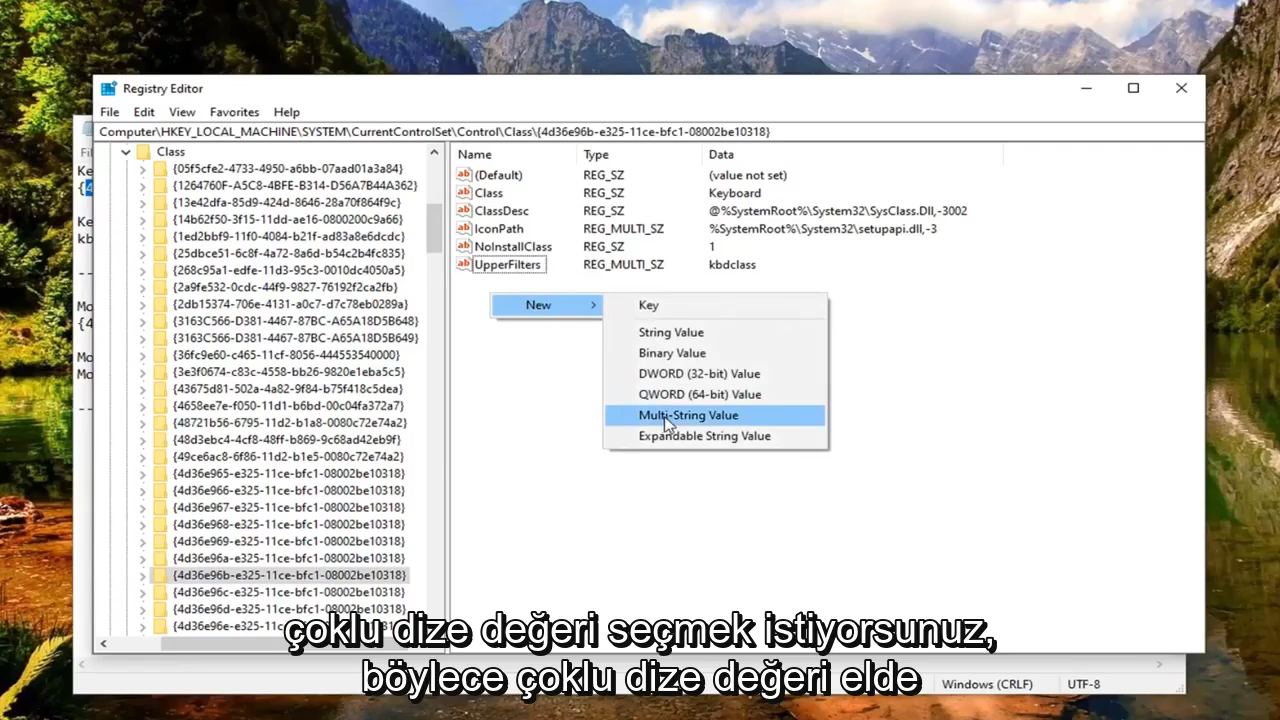 Registry Editor
File Edit View Favorites Help
Computer\HKEY_LOCAL_MACHINE\SYSTEM\CurrentControlSet\Control\Class\{4d36e96b-e325-11ce-bfc1-08002be10318}
Class
{05f5cfe2-4733-4950-a6bb-07aad01a3a84}
{1264760F-A5C8-4BFE-B314-D56A7B44A362}
{13e42dfa-85d9-424d-8646-28a70f864f9c}
{14b62f50-3f15-11dd-ae16-0800200c9a66}
{1ed2bbf9-11f0-4084-b21f-ad83a8e6dcdc}
{25dbce51-6c8f-4a72-8a6d-b54c2b4fc835}
{268c95a1-edfe-11d3-95c3-0010dc4050a5}
{2a9fe532-0cdc-44f9-9827-76192f2ca2fb}
{2db15374-706e-4131-a0c7-d7c78eb0289a}
{3163C566-D381-4467-87BC-A65A18D5B648}
{3163C566-D381-4467-87BC-A65A18D5B649}
{36fc9e60-c465-11cf-8056-444553540000}
{3e3f0674-c83c-4558-bb26-9820e1eba5c5}
{43675d81-502a-4a82-9f84-b75f418c5dea}
{4658ee7e-f050-11d1-b6bd-00c04fa372a7}
{48721b56-6795-11d2-b1a8-0080c72e74a2}
{48d3ebc4-4cf8-48ff-b869-9c68ad42eb9f}
{49ce6ac8-6f86-11d2-b1e5-0080c72e74a2}
{4d36e965-e325-11ce-bfc1-08002be10318}
{4d36e966-e325-11ce-bfc1-08002be10318}
{4d36e967-e325-11ce-bfc1-08002be10318}
{4d36e968-e325-11ce-bfc1-08002be10318}
{4d36e969-e325-11ce-bfc1-08002be10318}
{4d36e96a-e325-11ce-bfc1-08002be10318}
{4d36e96b-e325-11ce-bfc1-08002be10318}
{4d36e96c-e325-11ce-bfc1-08002be10318}
{4d36e96d-e325-11ce-bfc1-08002be10318}
Name Type Data
(Default) REG_SZ (value not set)
Class REG_SZ Keyboard
ClassDesc REG_SZ @%SystemRoot%\System32\SysClass.Dll,-3002
IconPath REG_MULTI_SZ %SystemRoot%\System32\setupapi.dll,-3
NoInstallClass REG_SZ 1
UpperFilters REG_MULTI_SZ kbdclass
New
Key
String Value
Binary Value
DWORD (32-bit) Value
QWORD (64-bit) Value
Multi-String Value
Expandable String Value
çoklu dize değeri seçmek istiyorsunuz,
böylece çoklu dize değeri elde
Windows (CRLF) UTF-8